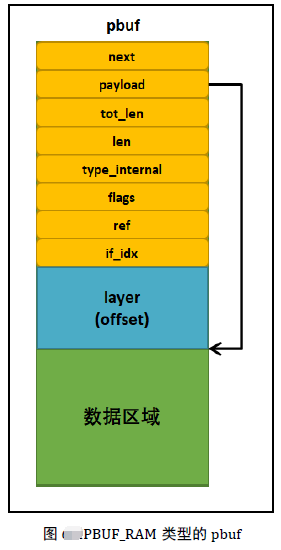 pbuf
next
payload
tot_len
len
type_internal
flags
ref
if_idx
layer
(offset)
数据区域
图 PBUF_RAM 类型的 pbuf